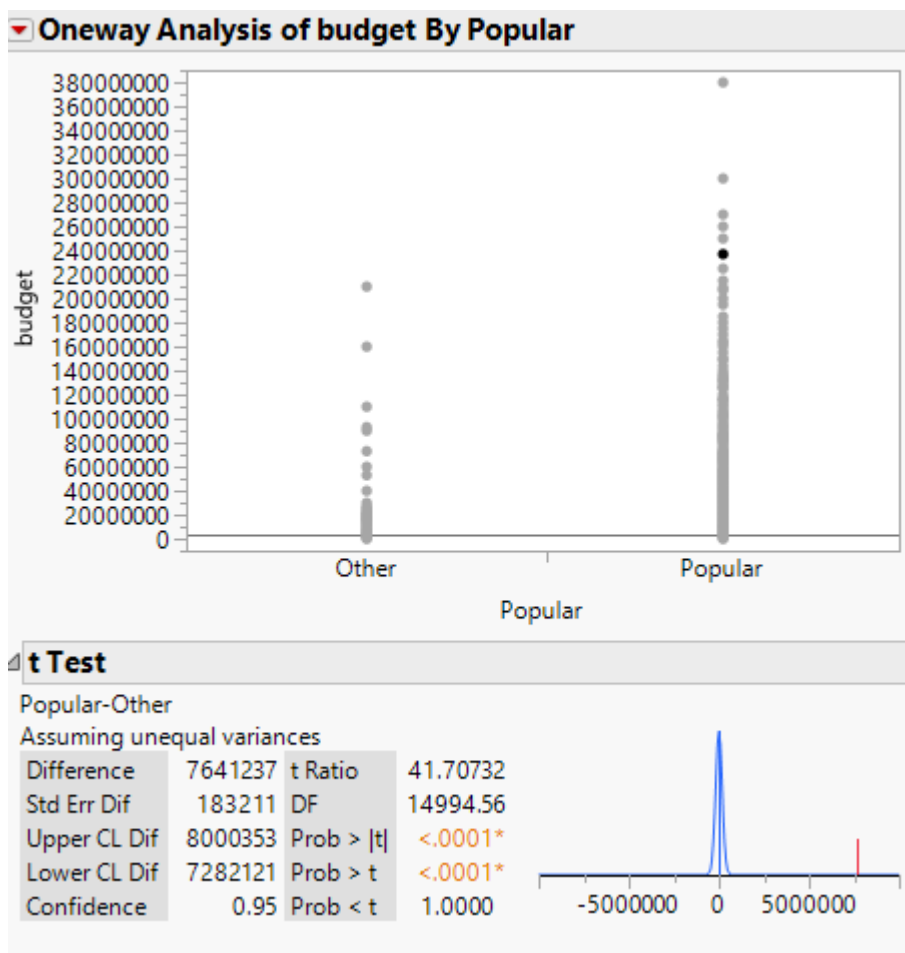 Oneway Analysis of budget By Popular
380000000
360000000
340000000
320000000
300000000
280000000
260000000
240000000
220000000
200000000
180000000
160000000
140000000
120000000
100000000
80000000
60000000
40000000
20000000
0
budget
Other Popular
Popular
t Test
Popular-Other
Assuming unequal variances
Difference 7641237 t Ratio 41.70732
Std Err Dif 183211 DF 14994.56
Upper CL Dif 8000353 Prob > |t| <.0001*
Lower CL Dif 7282121 Prob > t <.0001*
Confidence 0.95 Prob < t 1.0000
-5000000 0 5000000